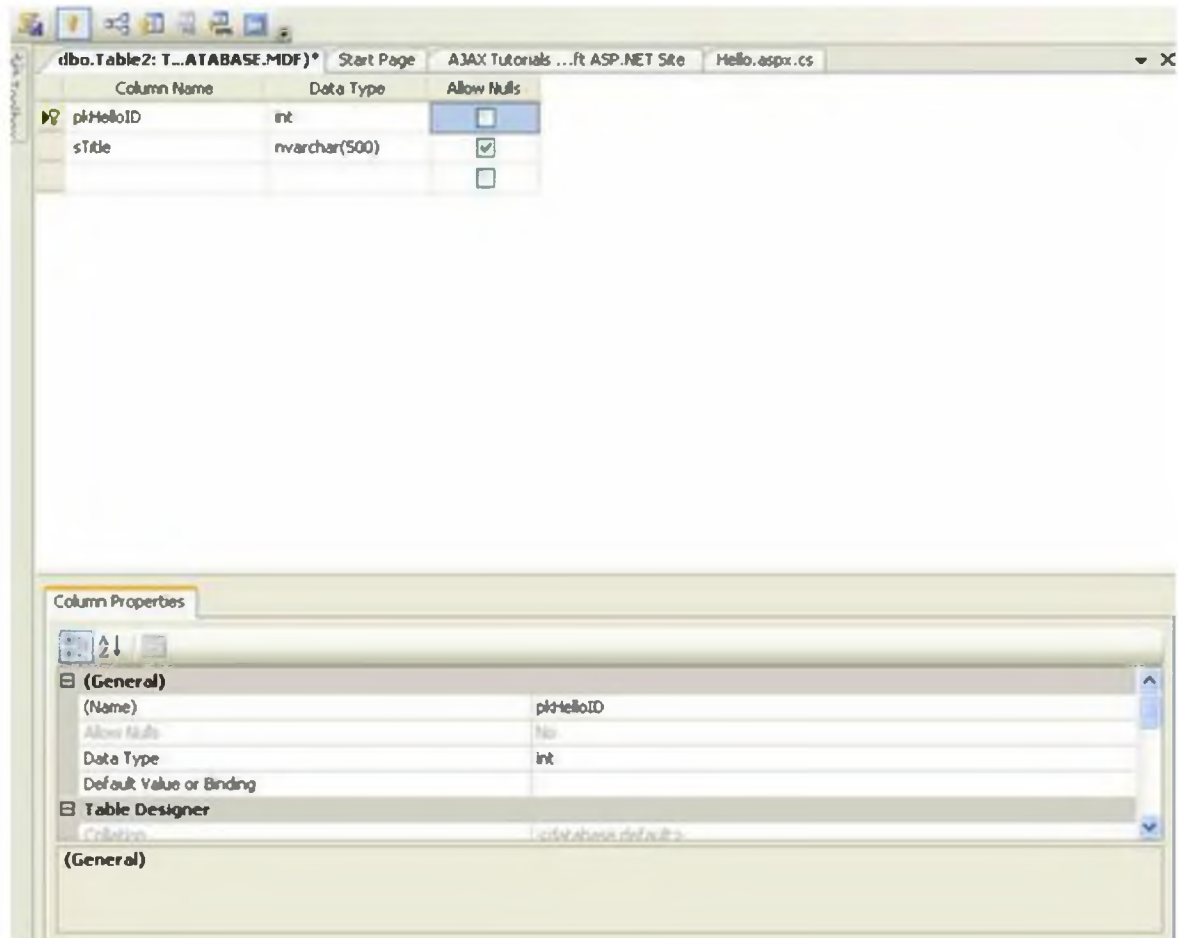 dbo.Table2: T...ATABASE.MDF)* Start Page AJAX Tutorials ...ft ASP.NET Site Hello.aspx.cs
Column Name Data Type Allow Nulls
pkHelloID int
sTitle nvarchar(500)
Column Properties
(General)
(Name) pkHelloID
Allow Nulls No
Data Type int
Default Value or Binding
Table Designer
Collation <database default>
(General)